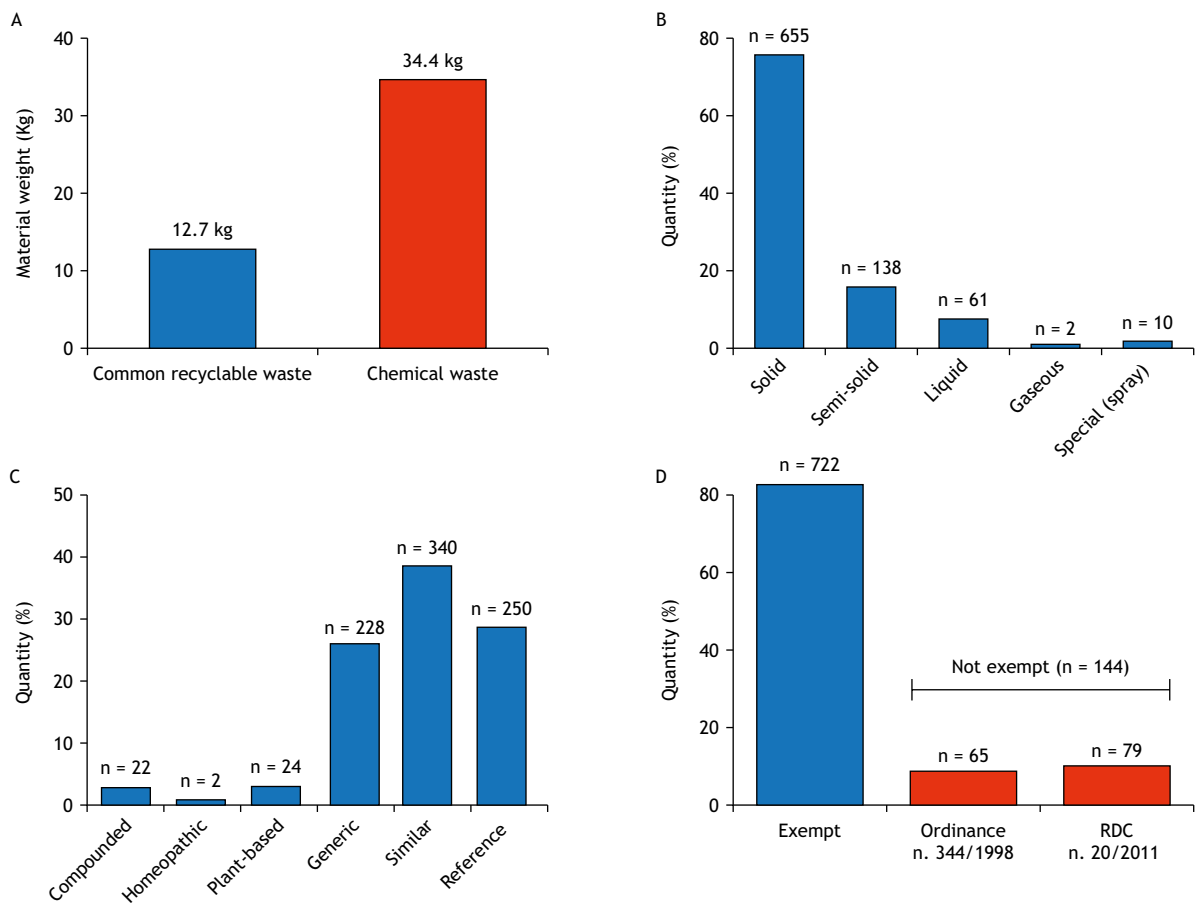 A
Material weight (Kg)
40
30
20
10
0
12.7 kg
34.4 kg
Common recyclable waste
Chemical waste
B
Quantity (%)
80
60
40
20
0
n = 655
n = 138
n = 61
n = 2
n = 10
Solid
Semi-solid
Liquid
Gaseous
Special (spray)
C
Quantity (%)
50
40
30
20
10
0
n = 22
n = 2
n = 24
n = 228
n = 340
n = 250
Compounded
Homeopathic
Plant-based
Generic
Similar
Reference
D
Quantity (%)
80
60
40
20
0
n = 722
Not exempt (n = 144)
n = 65
n = 79
Exempt
Ordinance
n. 344/1998
RDC
n. 20/2011